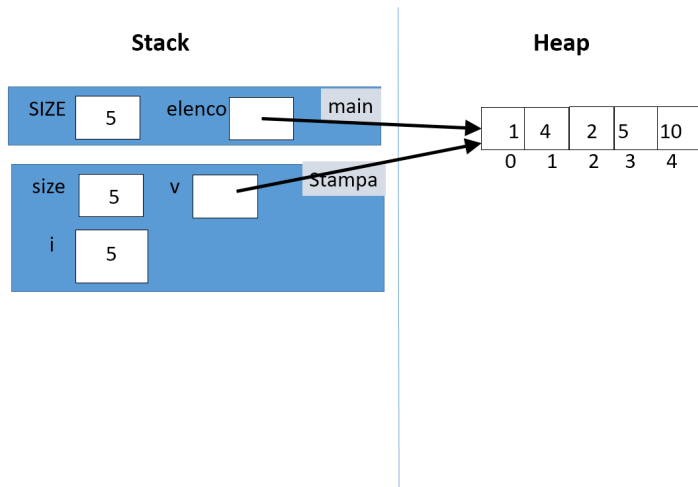 Stack
Heap
SIZE 5 elenco main
1 4 2 5 10
0 1 2 3 4
size 5 v Stampa
i 5